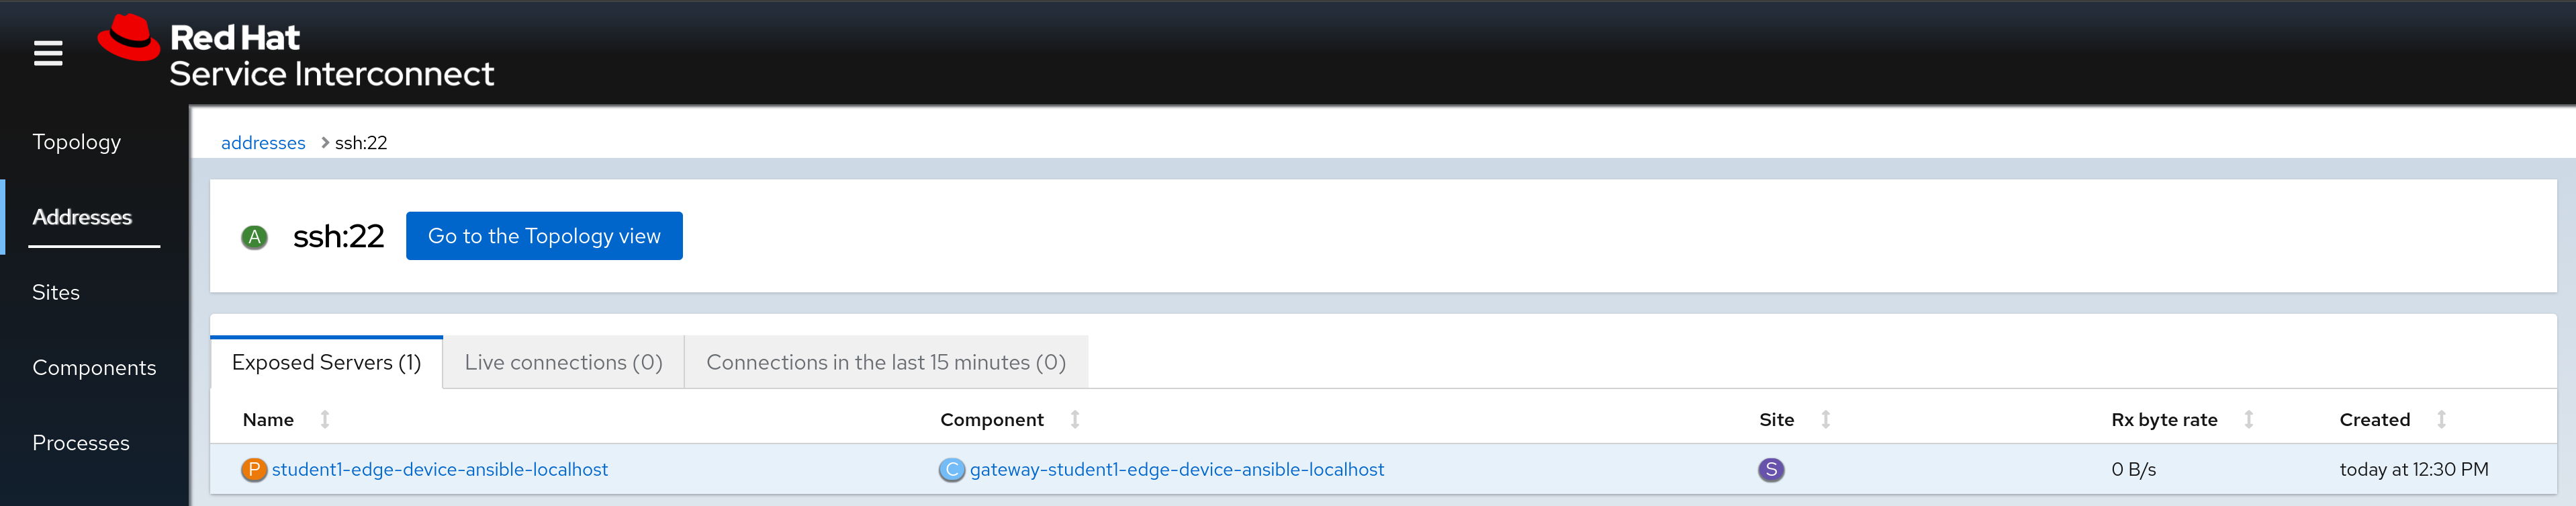 Red Hat
Service Interconnect
Topology
Addresses
Sites
Components
Processes
addresses > ssh:22
A ssh:22 Go to the Topology view
Exposed Servers (1) Live connections (0) Connections in the last 15 minutes (0)
Name Component Site Rx byte rate Created
P student1-edge-device-ansible-localhost C gateway-student1-edge-device-ansible-localhost S 0 B/s today at 12:30 PM